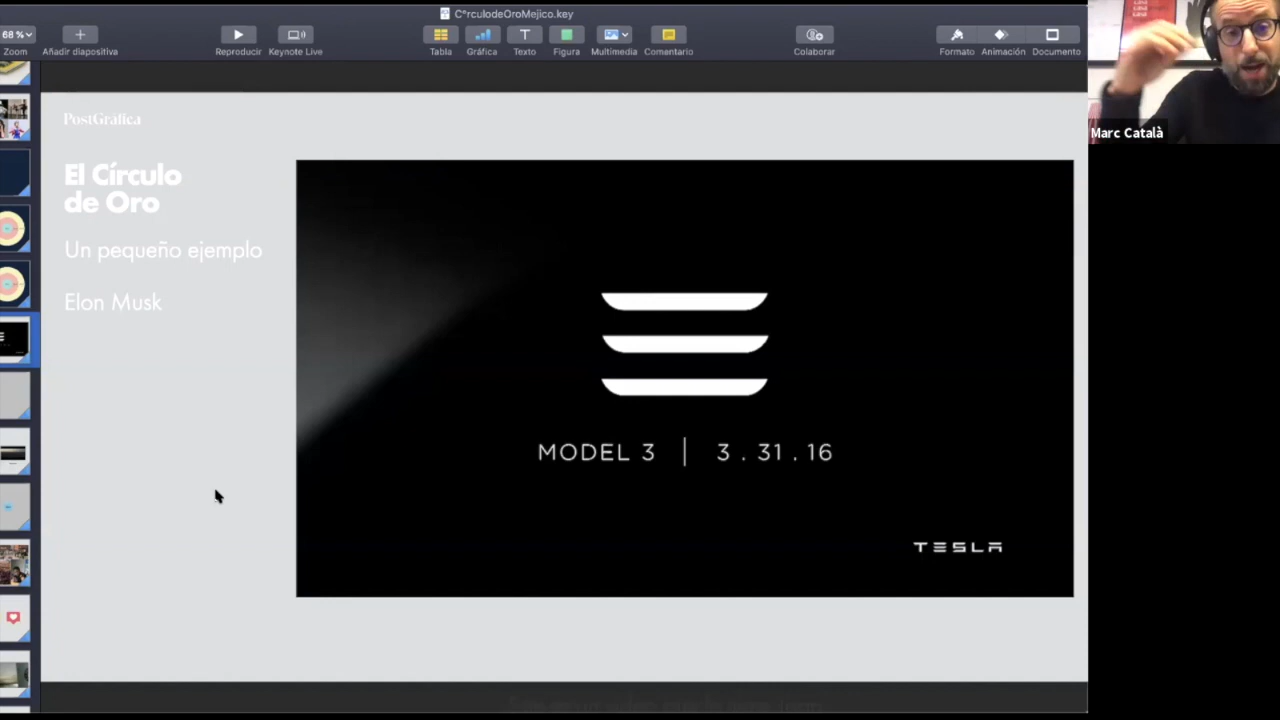 C°rculodeOroMejico.key
68 %
Zoom
Añadir diapositiva
Reproducir
Keynote Live
Tabla
Gráfica
Texto
Figura
Multimedia
Comentario
Colaborar
Formato
Animación
Documento
Marc Català
PostGrafica
El Círculo
de Oro
Un pequeño ejemplo
Elon Musk
MODEL 3 | 3 . 31 . 16
TESLA